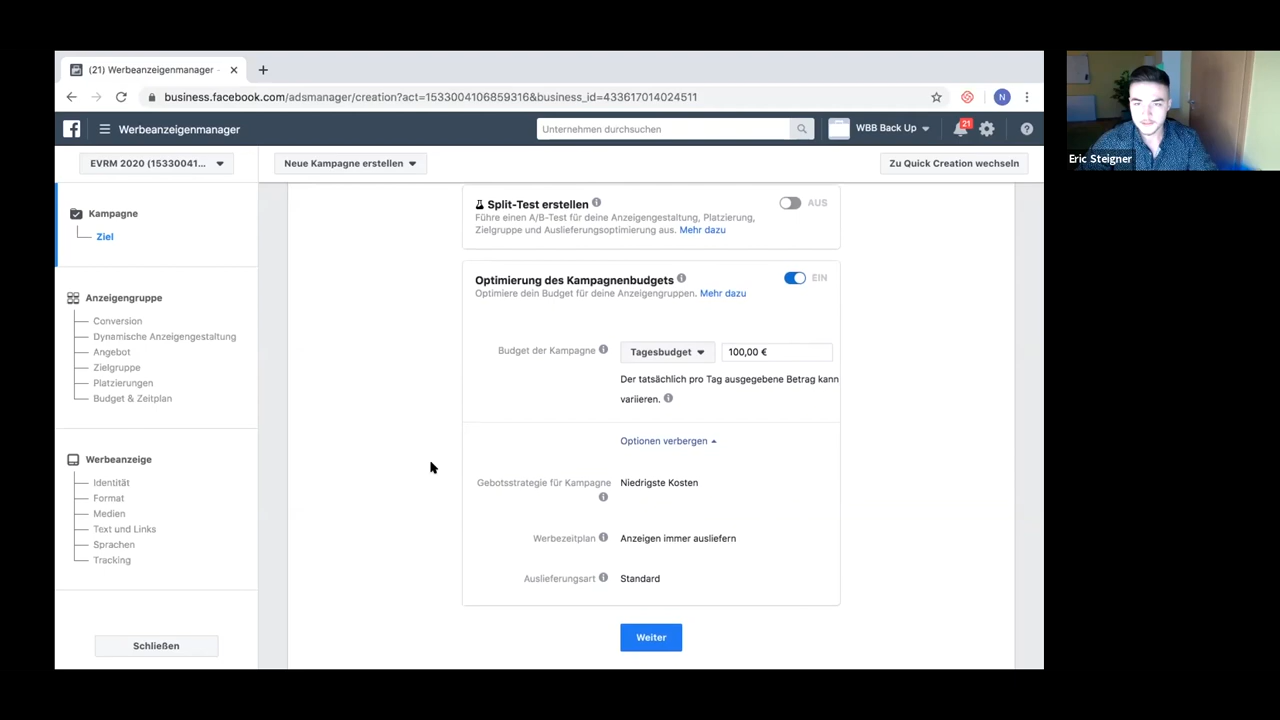 (21) Werbeanzeigenmanager -
business.facebook.com/adsmanager/creation?act=1533004106859316&business_id=433617014024511
N
Werbeanzeigenmanager
Unternehmen durchsuchen
WBB Back Up
21
Eric Steigner
EVRM 2020 (15330041...
Neue Kampagne erstellen
Zu Quick Creation wechseln
Kampagne
Ziel
Anzeigengruppe
Conversion
Dynamische Anzeigengestaltung
Angebot
Zielgruppe
Platzierungen
Budget & Zeitplan
Werbeanzeige
Identität
Format
Medien
Text und Links
Sprachen
Tracking
Schließen
Split-Test erstellen
AUS
Führe einen A/B-Test für deine Anzeigengestaltung, Platzierung,
Zielgruppe und Auslieferungsoptimierung aus. Mehr dazu
Optimierung des Kampagnenbudgets
EIN
Optimiere dein Budget für deine Anzeigengruppen. Mehr dazu
Budget der Kampagne
Tagesbudget
100,00 €
Der tatsächlich pro Tag ausgegebene Betrag kann
variieren.
Optionen verbergen
Gebotsstrategie für Kampagne
Niedrigste Kosten
Werbezeitplan
Anzeigen immer ausliefern
Auslieferungsart
Standard
Weiter